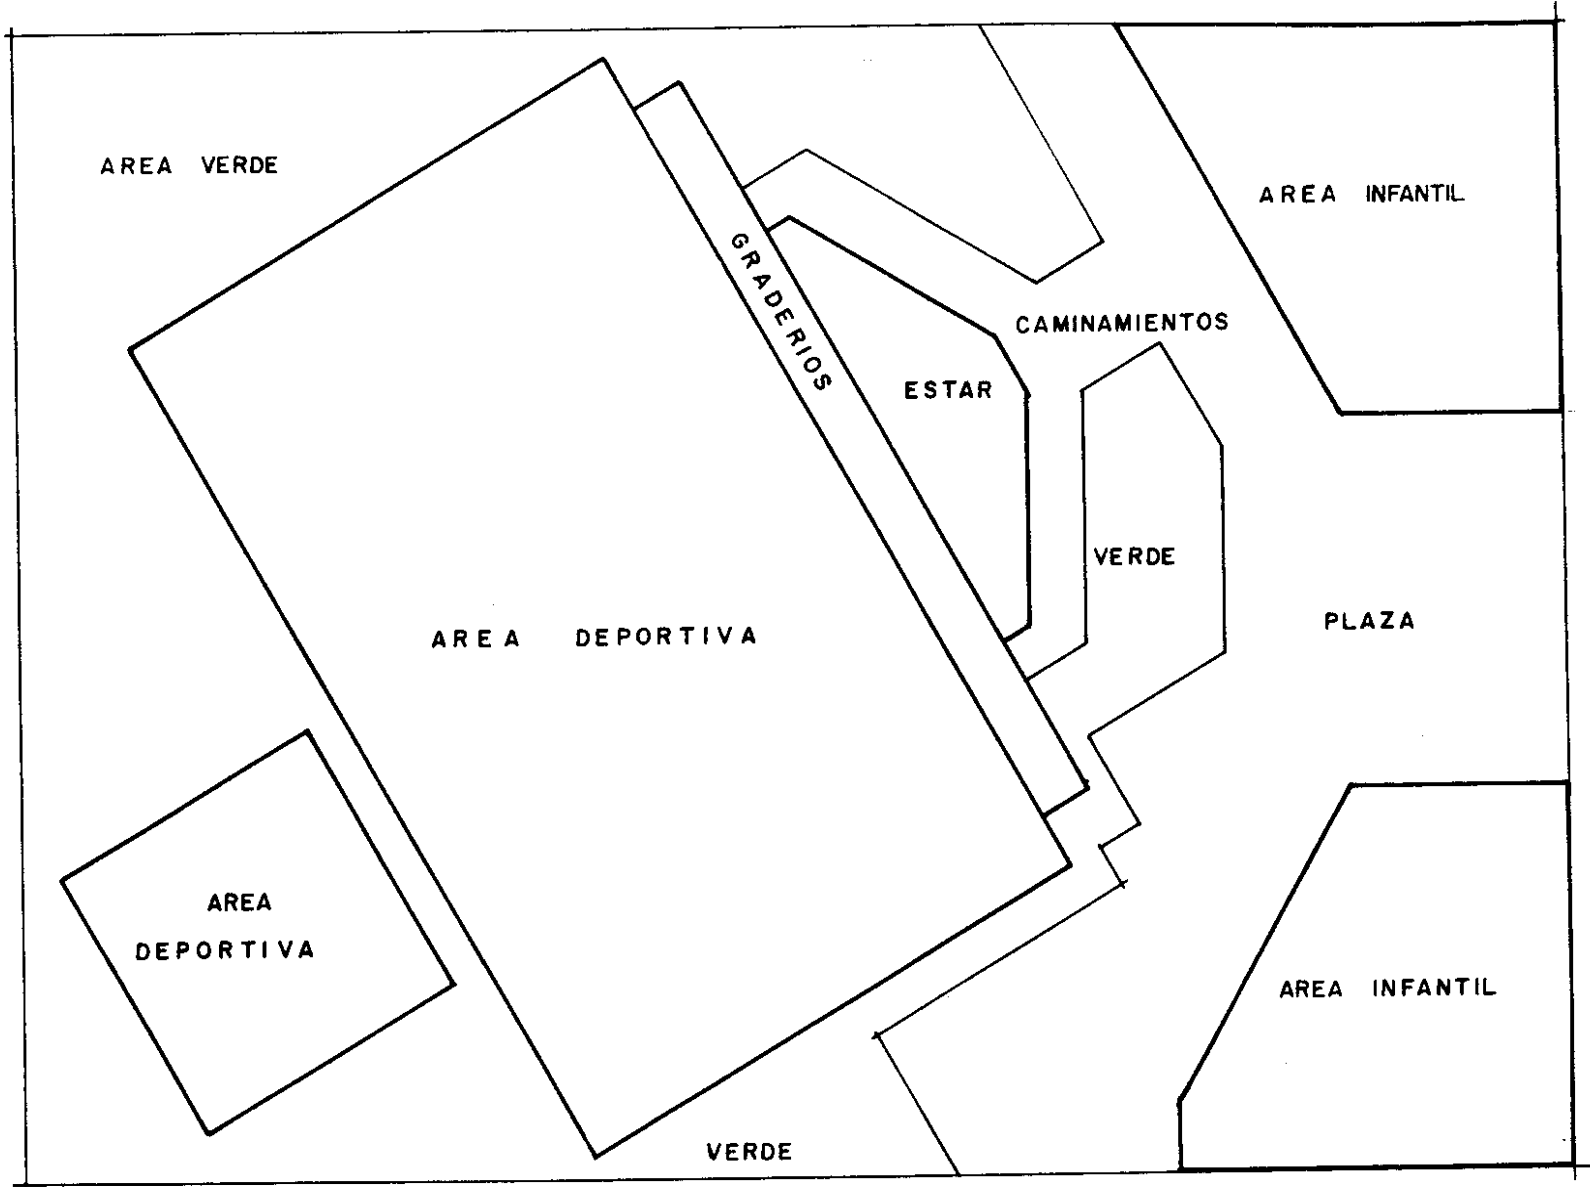 AREA VERDE
AREA INFANTIL
GRADERIOS
CAMINAMIENTOS
ESTAR
VERDE
PLAZA
AREA DEPORTIVA
AREA
DEPORTIVA
AREA INFANTIL
VERDE